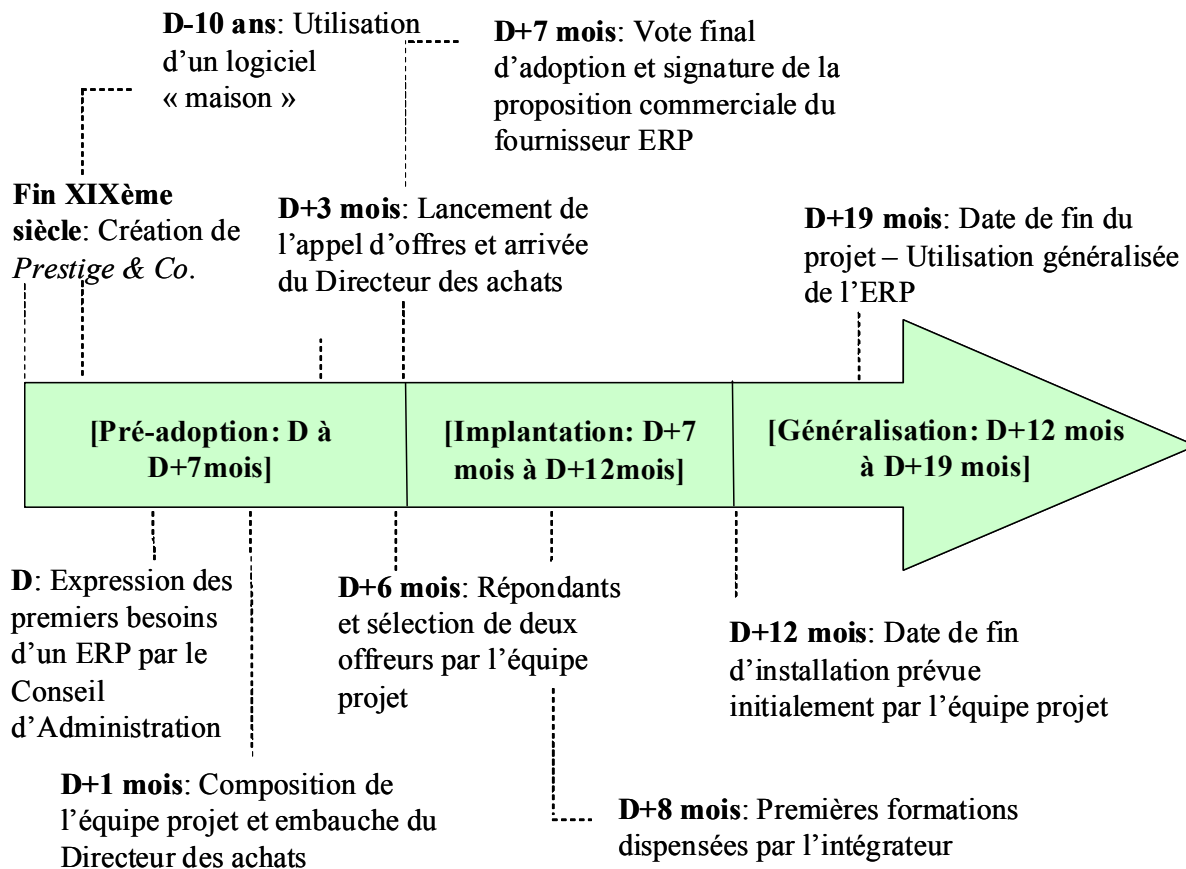 D-10 ans: Utilisation
d’un logiciel
« maison »
D+7 mois: Vote final
d’adoption et signature de la
proposition commerciale du
fournisseur ERP
Fin XIXème
siècle: Création de
Prestige & Co.
D+3 mois: Lancement de
l’appel d’offres et arrivée
du Directeur des achats
D+19 mois: Date de fin du
projet – Utilisation généralisée
de l’ERP
[Pré-adoption: D à
D+7mois]
[Implantation: D+7
mois à D+12mois]
[Généralisation: D+12 mois
à D+19 mois]
D: Expression des
premiers besoins
d’un ERP par le
Conseil
d’Administration
D+6 mois: Répondants
et sélection de deux
offreurs par l’équipe
projet
D+12 mois: Date de fin
d’installation prévue
initialement par l’équipe projet
D+1 mois: Composition de
l’équipe projet et embauche du
Directeur des achats
D+8 mois: Premières formations
dispensées par l’intégrateur